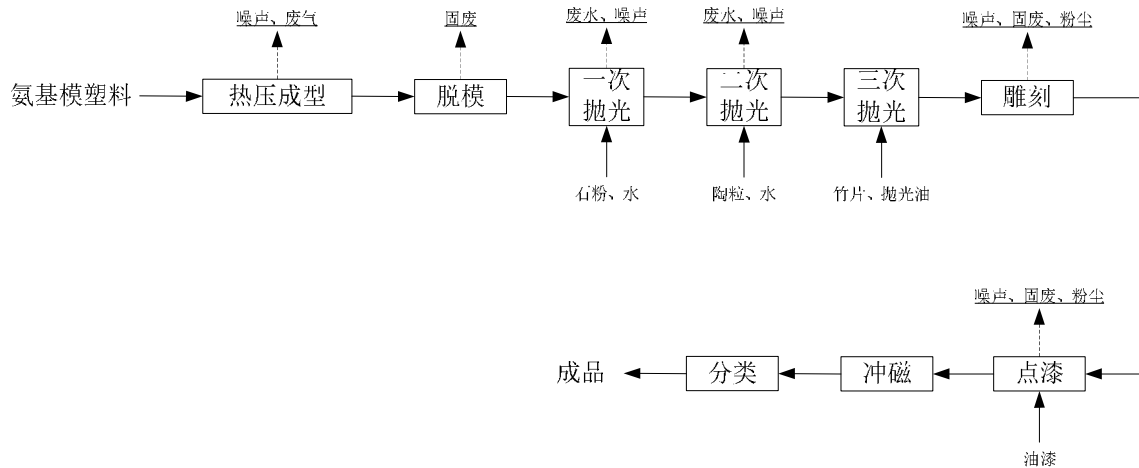 噪声、废气
固废
废水、噪声
废水、噪声
噪声、固废、粉尘
氨基模塑料
热压成型
脱模
一次
抛光
二次
抛光
三次
抛光
雕刻
石粉、水
陶粒、水
竹片、抛光油
噪声、固废、粉尘
成品
分类
冲磁
点漆
油漆